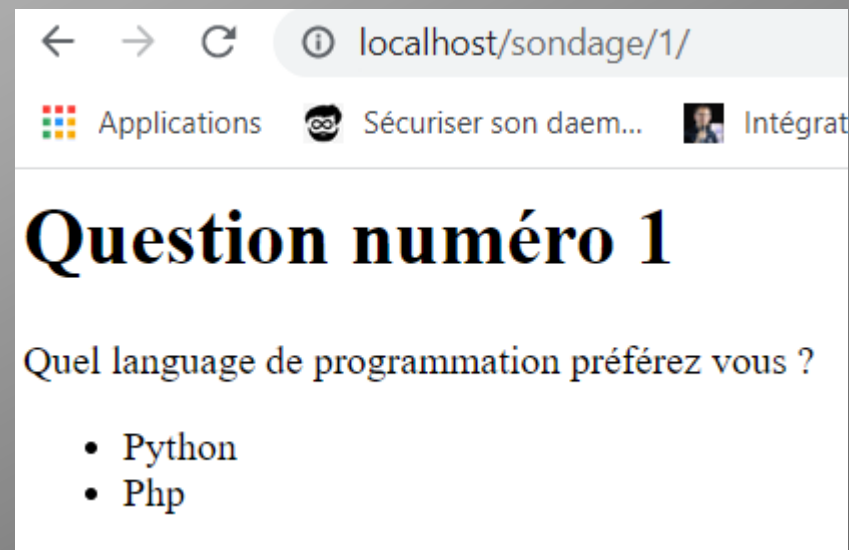 localhost/sondage/1/
Applications Sécuriser son daem... Intégrat
Question numéro 1
Quel language de programmation préférez vous ?
• Python
• Php